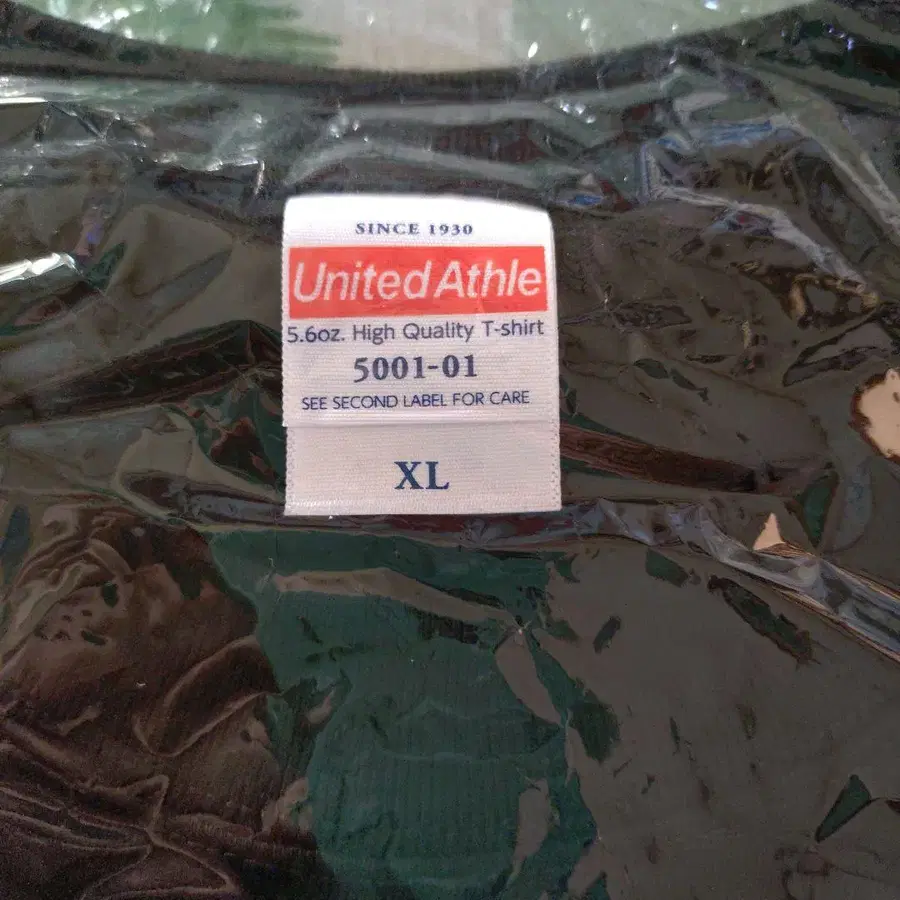 SINCE 1930
United Athle
5.6oz. High Quality T-shirt
5001-01
SEE SECOND LABEL FOR CARE
XL